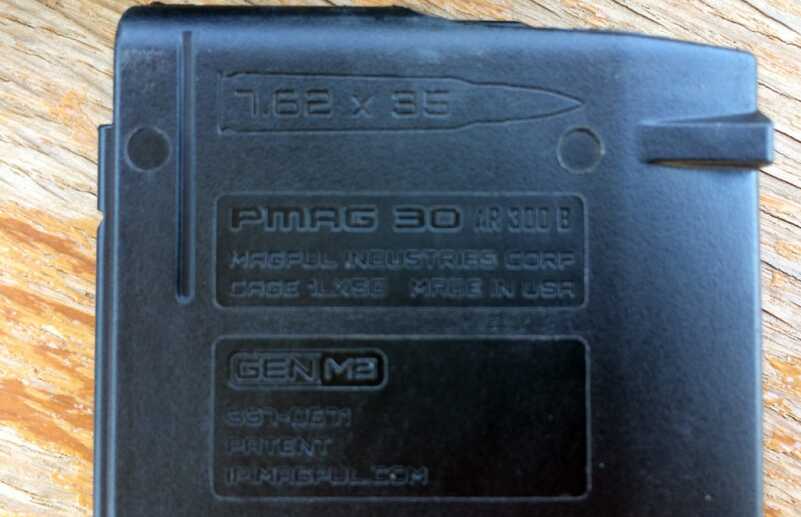 7.62 x 35
PMAG 30 AR 300 B
MAGPUL INDUSTRIES CORP
CAGE 1LX50 MADE IN USA
GEN M3
PATENT
IP.MAGPUL.COM